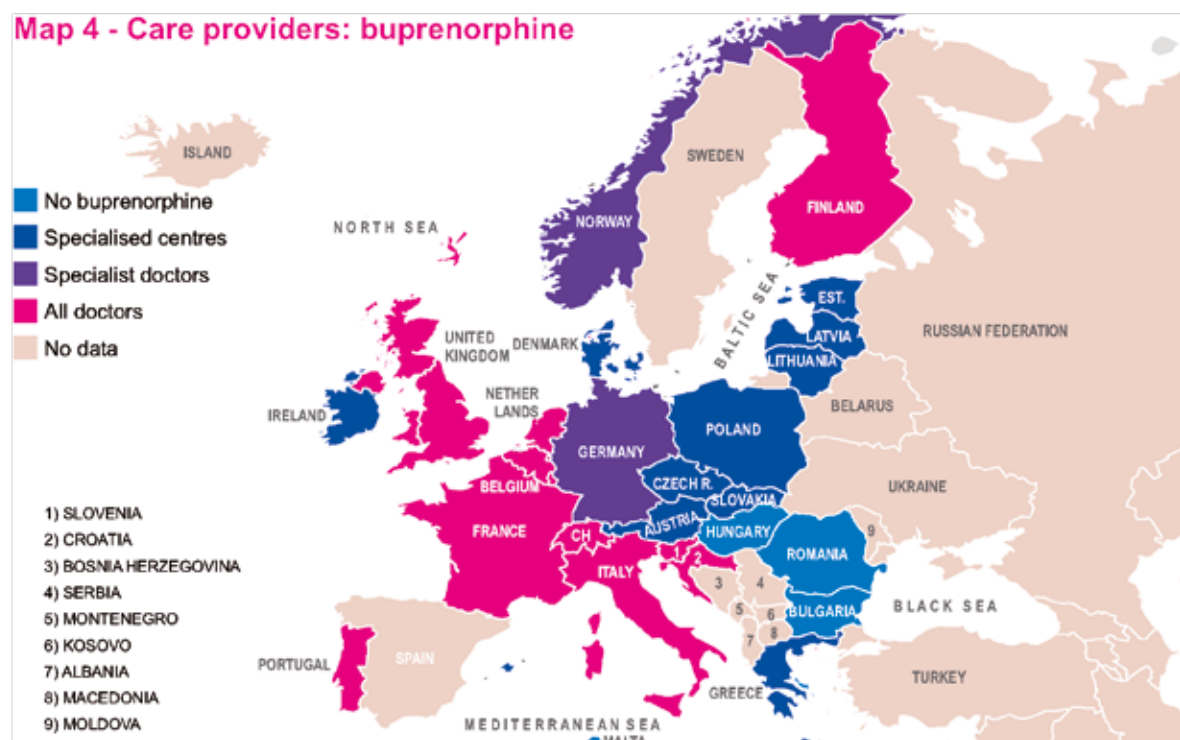 Map 4 - Care providers: buprenorphine
ISLAND
No buprenorphine
Specialised centres
Specialist doctors
All doctors
No data
NORTH SEA
SWEDEN
NORWAY
FINLAND
BALTIC SEA
EST.
LATVIA
LITHUANIA
RUSSIAN FEDERATION
UNITED
KINGDOM
DENMARK
IRELAND
NETHER
LANDS
BELARUS
POLAND
GERMANY
BELGIUM
CZECH R.
SLOVAKIA
UKRAINE
AUSTRIA
FRANCE
CH
HUNGARY
ROMANIA
9
ITALY
1
2
3
4
5
6
7
8
BULGARIA
BLACK SEA
PORTUGAL
SPAIN
GREECE
TURKEY
MEDITERRANEAN SEA
MALTA
1) SLOVENIA
2) CROATIA
3) BOSNIA HERZEGOVINA
4) SERBIA
5) MONTENEGRO
6) KOSOVO
7) ALBANIA
8) MACEDONIA
9) MOLDOVA